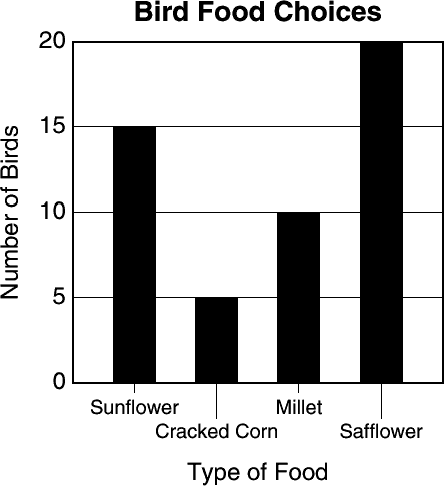 Bird Food Choices
Number of Birds
20
15
10
5
0
Sunflower
Millet
Cracked Corn
Safflower
Type of Food